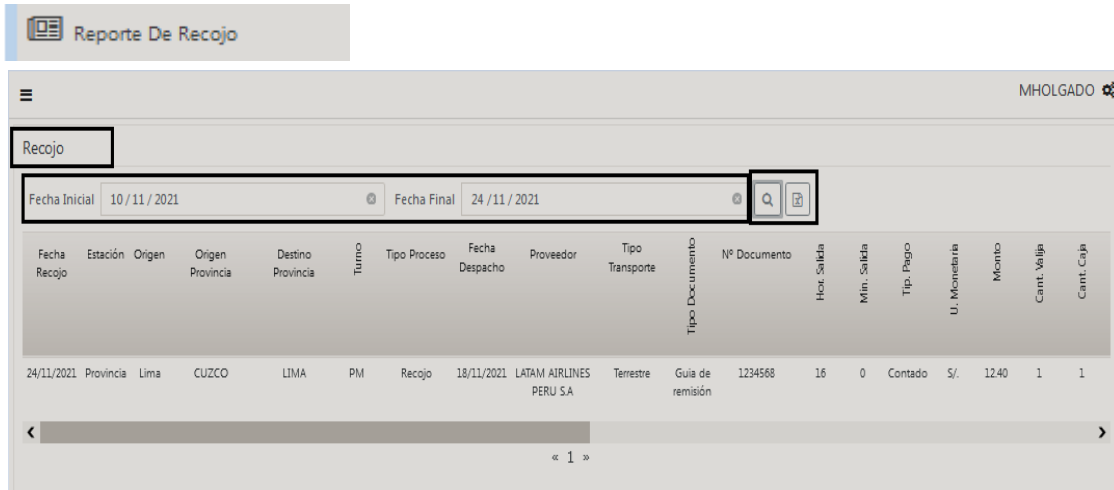 Reporte De Recojo
MHOLGADO
Recojo
Fecha Inicial 10 / 11 / 2021 Fecha Final 24 / 11 / 2021
Fecha Recojo Estación Origen Origen Provincia Destino Provincia Turno Tipo Proceso Fecha Despacho Proveedor Tipo Transporte Tipo Documento Nº Documento Hor. Salida Min. Salida Tip. Pago U. Monetaria Monto Cant. Valija Cant. Caja
24/11/2021 Provincia Lima CUZCO LIMA PM Recojo 18/11/2021 LATAM AIRLINES PERU S.A Terrestre Guia de remisión 1234568 16 0 Contado S/. 12.40 1 1
« 1 »